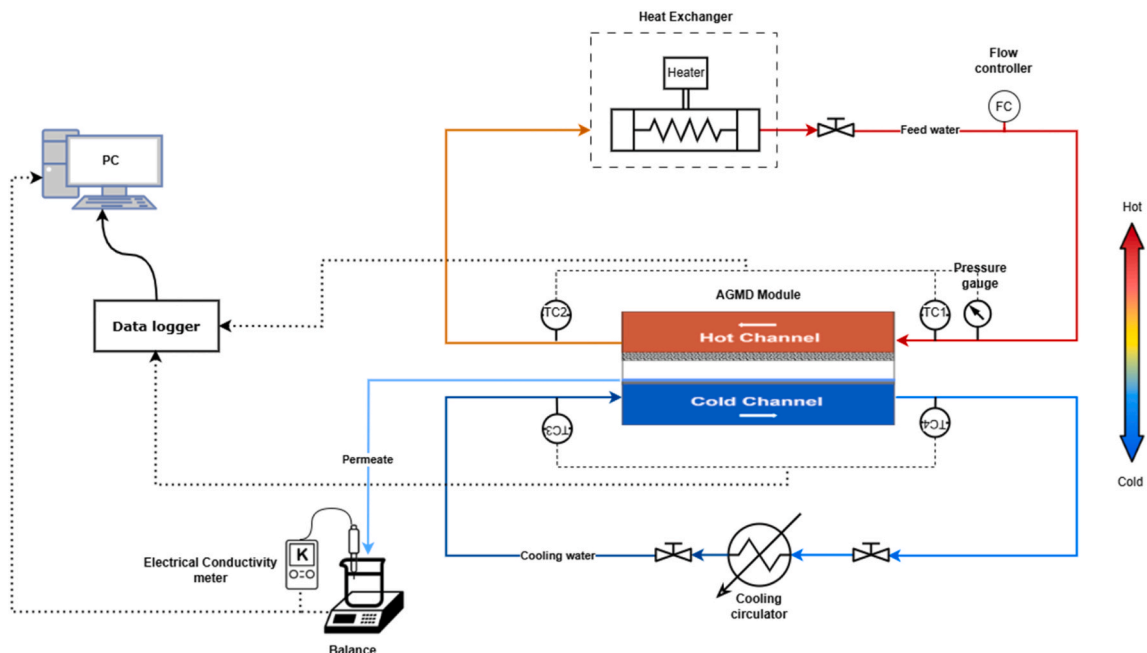 Heat Exchanger
Heater
Flow
controller
FC
Feed water
PC
Hot
Pressure
gauge
AGMD Module
TC2
TC1
Data logger
Hot Channel
Cold Channel
TC3
TC4
Permeate
Cold
Electrical Conductivity
meter
K
Cooling water
Cooling
circulator
Balance